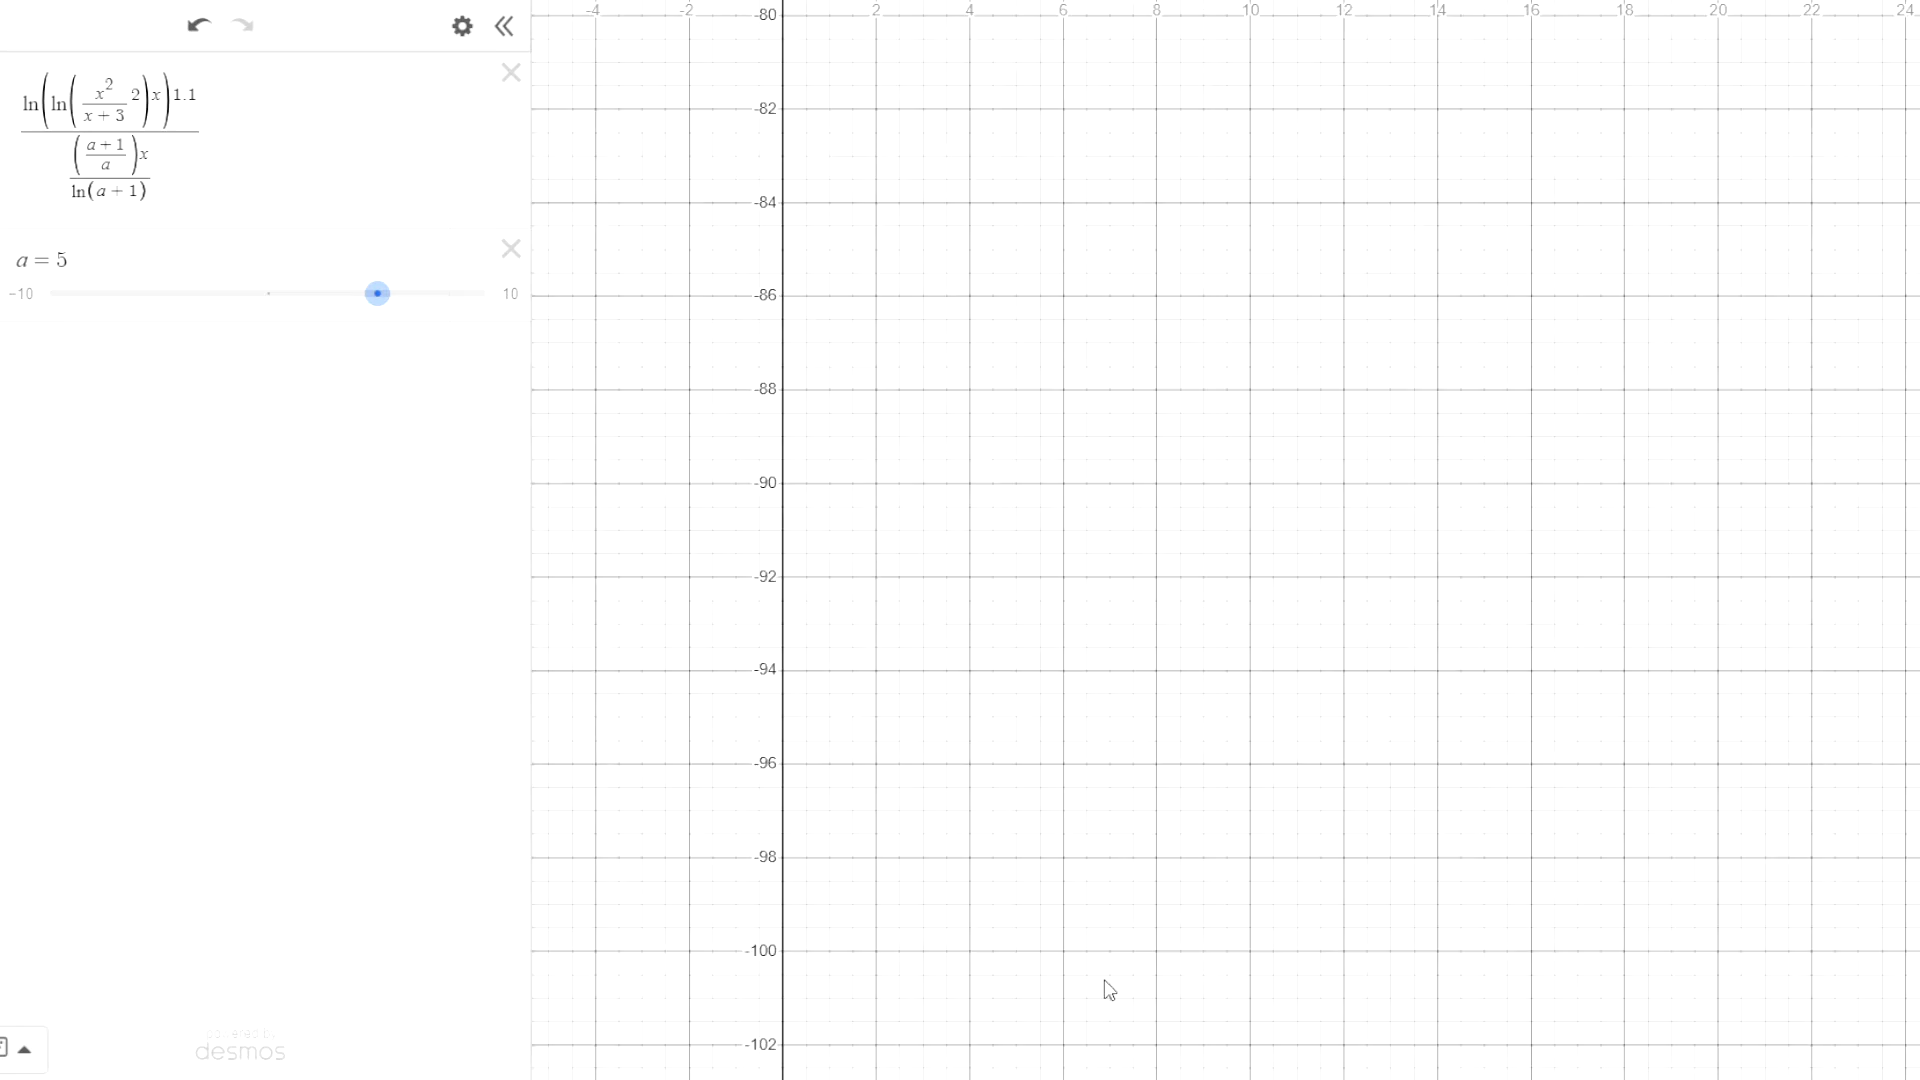 -4 -2 2 4 6 8 10 12 14 16 18 20 22 24
ln(ln(x^2/(x + 3) 2)x)1.1
((a + 1)/a)x
ln(a + 1)
a = 5
-10 10
-80
-82
-84
-86
-88
-90
-92
-94
-96
-98
-100
-102
powered by
desmos